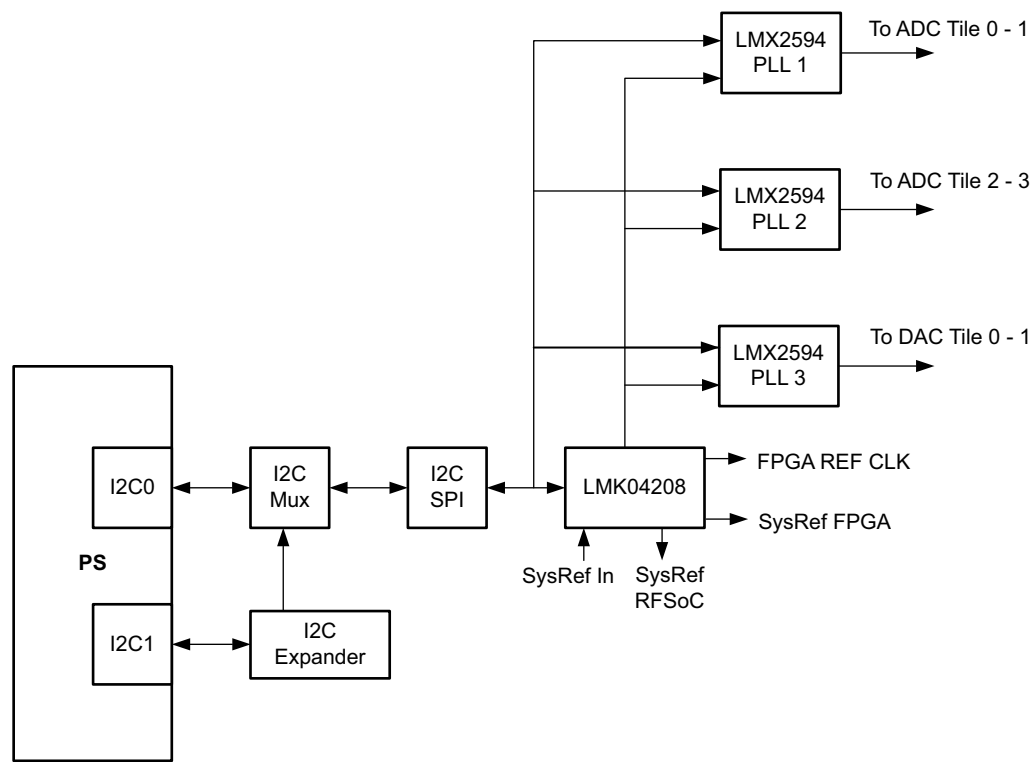 LMX2594
PLL 1
To ADC Tile 0 - 1
LMX2594
PLL 2
To ADC Tile 2 - 3
LMX2594
PLL 3
To DAC Tile 0 - 1
PS
I2C0
I2C
Mux
I2C
SPI
LMK04208
FPGA REF CLK
SysRef FPGA
SysRef In
SysRef
RFSoC
I2C1
I2C
Expander